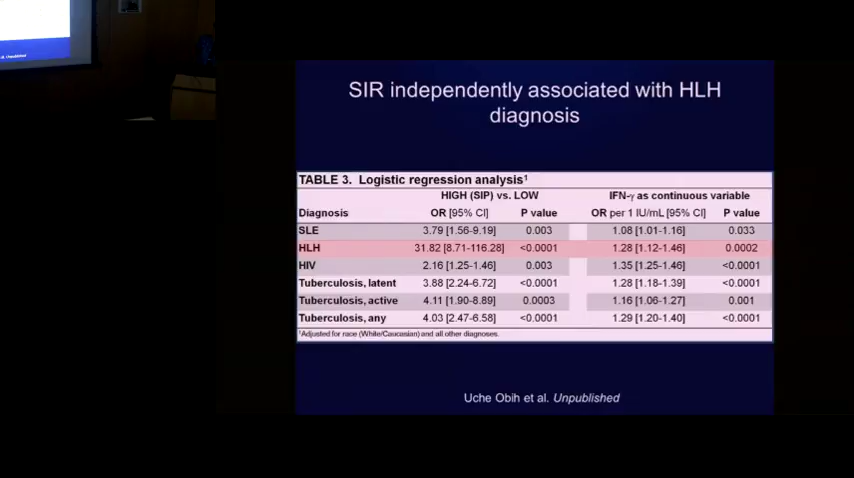 Unpublished
SIR independently associated with HLH
diagnosis
TABLE 3. Logistic regression analysis¹
HIGH (SIP) vs. LOW IFN-γ as continuous variable
Diagnosis OR [95% CI] P value OR per 1 IU/mL [95% CI] P value
SLE 3.79 [1.56-9.19] 0.003 1.08 [1.01-1.16] 0.033
HLH 31.82 [8.71-116.28] <0.0001 1.28 [1.12-1.46] 0.0002
HIV 2.16 [1.25-1.46] 0.003 1.35 [1.25-1.46] <0.0001
Tuberculosis, latent 3.88 [2.24-6.72] <0.0001 1.28 [1.18-1.39] <0.0001
Tuberculosis, active 4.11 [1.90-8.89] 0.0003 1.16 [1.06-1.27] 0.001
Tuberculosis, any 4.03 [2.47-6.58] <0.0001 1.29 [1.20-1.40] <0.0001
¹Adjusted for race (White/Caucasian) and all other diagnoses.
Uche Obih et al. Unpublished